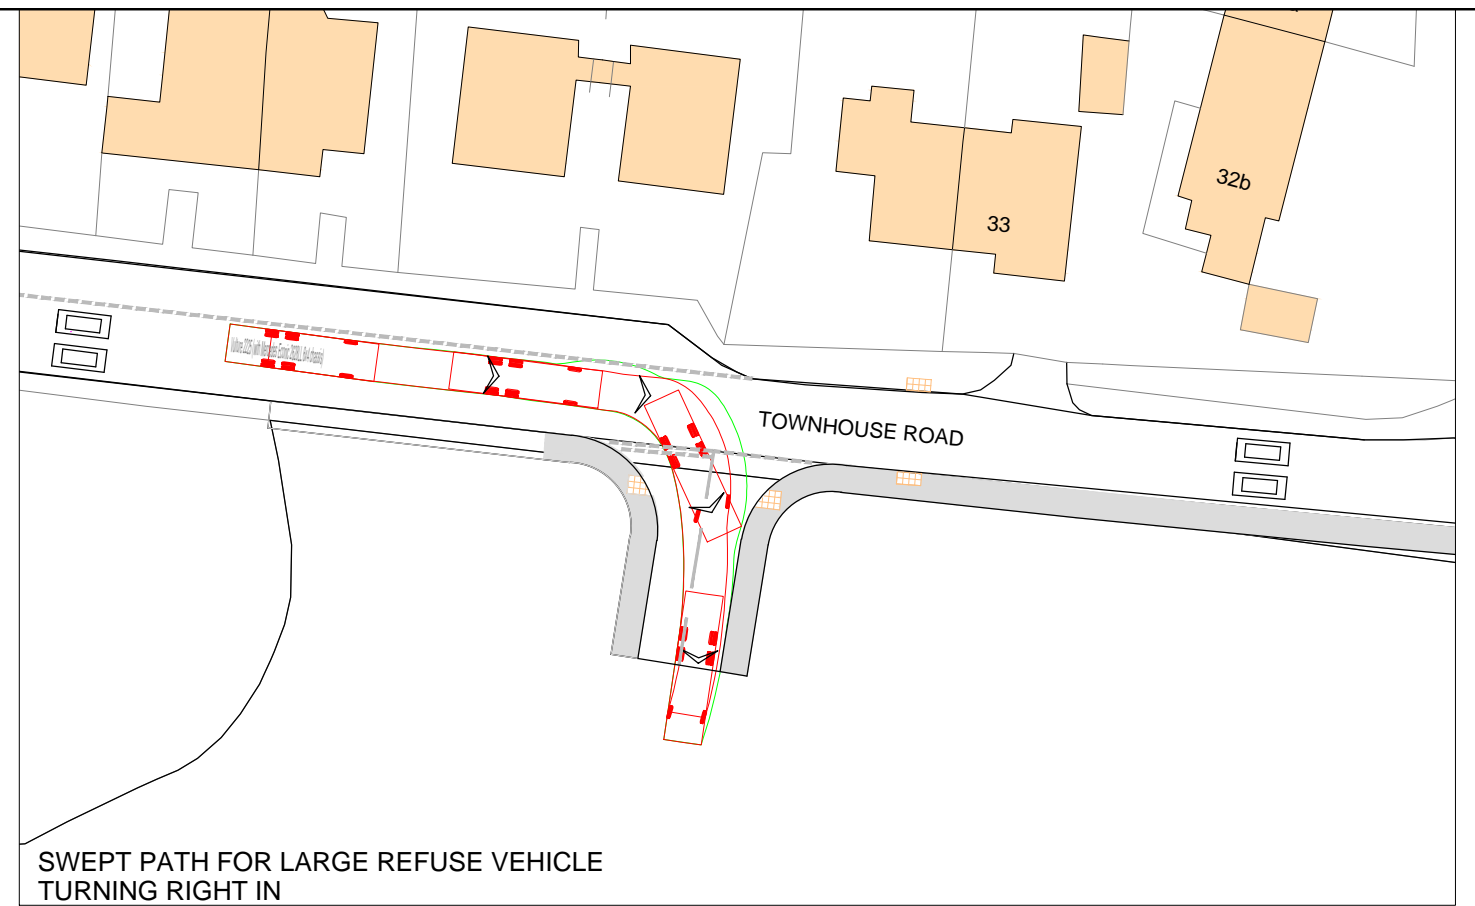 32b
33
TOWNHOUSE ROAD
SWEPT PATH FOR LARGE REFUSE VEHICLE
TURNING RIGHT IN